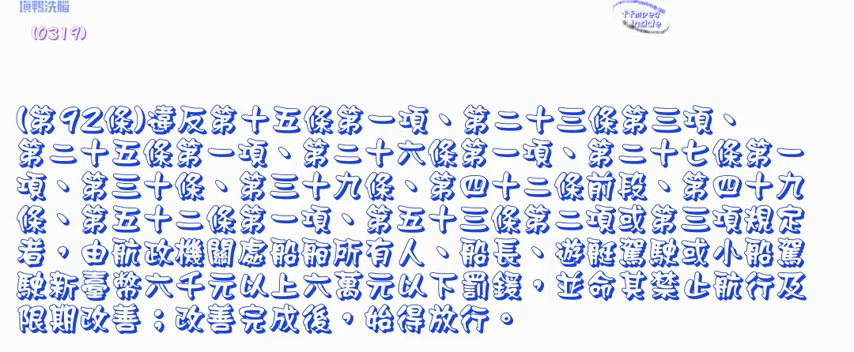 填鴨洗腦
(0319)
ffmpeg
inside
(第92條)違反第十五條第一項、第二十三條第三項、
第二十五條第一項、第二十六條第一項、第二十七條第一
項、第三十條、第三十九條、第四十二條前段、第四十九
條、第五十二條第一項、第五十三條第二項或第三項規定
者，由航政機關處船舶所有人、船長、遊艇駕駛或小船駕
駛新臺幣六千元以上六萬元以下罰鍰，並命其禁止航行及
限期改善；改善完成後，始得放行。